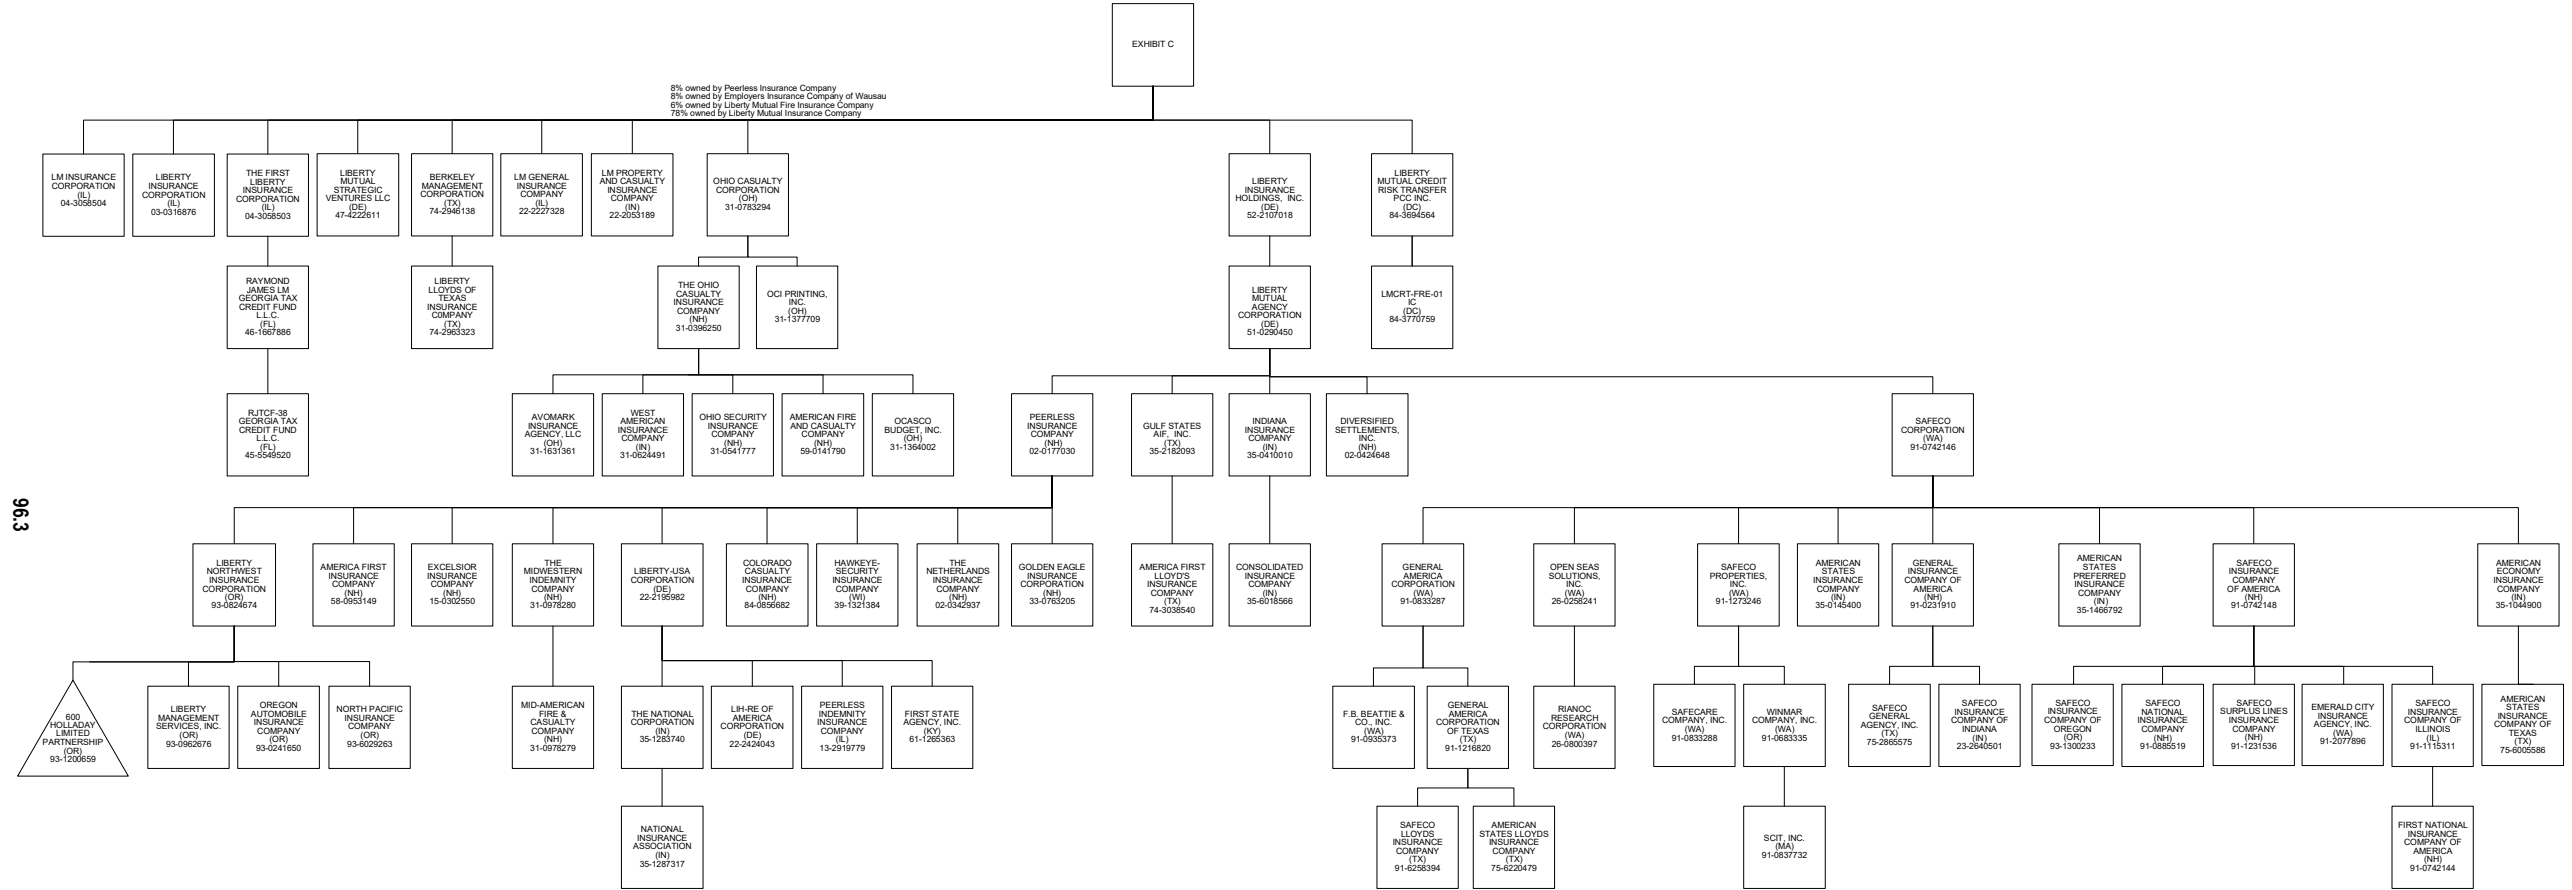 EXHIBIT C
8% owned by Peerless Insurance Company
8% owned by Employers Insurance Company of Wausau
6% owned by Liberty Mutual Fire Insurance Company
78% owned by Liberty Mutual Insurance Company
LM INSURANCE
CORPORATION
(IL)
04-3058504
LIBERTY
INSURANCE
CORPORATION
(IL)
03-0316876
THE FIRST
LIBERTY
INSURANCE
CORPORATION
(IL)
04-3058503
LIBERTY
MUTUAL
STRATEGIC
VENTURES LLC
(DE)
47-4222611
BERKELEY
MANAGEMENT
CORPORATION
(TX)
74-2946138
LM GENERAL
INSURANCE
COMPANY
(IL)
22-2227328
LM PROPERTY
AND CASUALTY
INSURANCE
COMPANY
(IN)
22-2053189
OHIO CASUALTY
CORPORATION
(OH)
31-0783294
LIBERTY
INSURANCE
HOLDINGS, INC.
(DE)
52-2107018
LIBERTY
MUTUAL CREDIT
RISK TRANSFER
PCC INC.
(DC)
84-3694564
RAYMOND
JAMES LM
GEORGIA TAX
CREDIT FUND
L.L.C.
(FL)
46-1667886
LIBERTY
LLOYDS OF
TEXAS
INSURANCE
C0MPANY
(TX)
74-2963323
THE OHIO
CASUALTY
INSURANCE
COMPANY
(NH)
31-0396250
OCI PRINTING,
INC.
(OH)
31-1377709
LIBERTY
MUTUAL
AGENCY
CORPORATION
(DE)
51-0290450
LMCRT-FRE-01
IC
(DC)
84-3770759
RJTCF-38
GEORGIA TAX
CREDIT FUND
L.L.C.
(FL)
45-5549520
AVOMARK
INSURANCE
AGENCY, LLC
(OH)
31-1631361
WEST
AMERICAN
INSURANCE
COMPANY
(IN)
31-0624491
OHIO SECURITY
INSURANCE
COMPANY
(NH)
31-0541777
AMERICAN FIRE
AND CASUALTY
COMPANY
(NH)
59-0141790
OCASCO
BUDGET, INC.
(OH)
31-1364002
PEERLESS
INSURANCE
COMPANY
(NH)
02-0177030
GULF STATES
AIF, INC.
(TX)
35-2182093
INDIANA
INSURANCE
COMPANY
(IN)
35-0410010
DIVERSIFIED
SETTLEMENTS,
INC.
(NH)
02-0424648
SAFECO
CORPORATION
(WA)
91-0742146
96.3
LIBERTY
NORTHWEST
INSURANCE
CORPORATION
(OR)
93-0824674
AMERICA FIRST
INSURANCE
COMPANY
(NH)
58-0953149
EXCELSIOR
INSURANCE
COMPANY
(NH)
15-0302550
THE
MIDWESTERN
INDEMNITY
COMPANY
(NH)
31-0978280
LIBERTY-USA
CORPORATION
(DE)
22-2195982
COLORADO
CASUALTY
INSURANCE
COMPANY
(NH)
84-0856682
HAWKEYE-
SECURITY
INSURANCE
COMPANY
(WI)
39-1321384
THE
NETHERLANDS
INSURANCE
COMPANY
(NH)
02-0342937
GOLDEN EAGLE
INSURANCE
CORPORATION
(NH)
33-0763205
AMERICA FIRST
LLOYD'S
INSURANCE
COMPANY
(TX)
74-3038540
CONSOLIDATED
INSURANCE
COMPANY
(IN)
35-6018566
GENERAL
AMERICA
CORPORATION
(WA)
91-0833287
OPEN SEAS
SOLUTIONS,
INC.
(WA)
26-0258241
SAFECO
PROPERTIES,
INC.
(WA)
91-1273246
AMERICAN
STATES
INSURANCE
COMPANY
(IN)
35-0145400
GENERAL
INSURANCE
COMPANY OF
AMERICA
(NH)
91-0231910
AMERICAN
STATES
PREFERRED
INSURANCE
COMPANY
(IN)
35-1466792
SAFECO
INSURANCE
COMPANY
OF AMERICA
(NH)
91-0742148
AMERICAN
ECONOMY
INSURANCE
COMPANY
(IN)
35-1044900
600
HOLLADAY
LIMITED
PARTNERSHIP
(OR)
93-1200659
LIBERTY
MANAGEMENT
SERVICES, INC.
(OR)
93-0962676
OREGON
AUTOMOBILE
INSURANCE
COMPANY
(OR)
93-0241650
NORTH PACIFIC
INSURANCE
COMPANY
(OR)
93-6029263
MID-AMERICAN
FIRE &
CASUALTY
COMPANY
(NH)
31-0978279
THE NATIONAL
CORPORATION
(IN)
35-1283740
LIH-RE OF
AMERICA
CORPORATION
(DE)
22-2424043
PEERLESS
INDEMNITY
INSURANCE
COMPANY
(IL)
13-2919779
FIRST STATE
AGENCY, INC.
(KY)
61-1265363
F.B. BEATTIE &
CO., INC.
(WA)
91-0935373
GENERAL
AMERICA
CORPORATION
OF TEXAS
(TX)
91-1216820
RIANOC
RESEARCH
CORPORATION
(WA)
26-0800397
SAFECARE
COMPANY, INC.
(WA)
91-0833288
WINMAR
COMPANY, INC.
(WA)
91-0683335
SAFECO
GENERAL
AGENCY, INC.
(TX)
75-2865575
SAFECO
INSURANCE
COMPANY OF
INDIANA
(IN)
23-2640501
SAFECO
INSURANCE
COMPANY OF
OREGON
(OR)
93-1300233
SAFECO
NATIONAL
INSURANCE
COMPANY
(NH)
91-0885519
SAFECO
SURPLUS LINES
INSURANCE
COMPANY
(NH)
91-1231536
EMERALD CITY
INSURANCE
AGENCY, INC.
(WA)
91-2077896
SAFECO
INSURANCE
COMPANY OF
ILLINOIS
(IL)
91-1115311
AMERICAN
STATES
INSURANCE
COMPANY OF
TEXAS
(TX)
75-6005586
NATIONAL
INSURANCE
ASSOCIATION
(IN)
35-1287317
SAFECO
LLOYDS
INSURANCE
COMPANY
(TX)
91-6258394
AMERICAN
STATES LLOYDS
INSURANCE
COMPANY
(TX)
75-6220479
SCIT, INC.
(MA)
91-0837732
FIRST NATIONAL
INSURANCE
COMPANY OF
AMERICA
(NH)
91-0742144